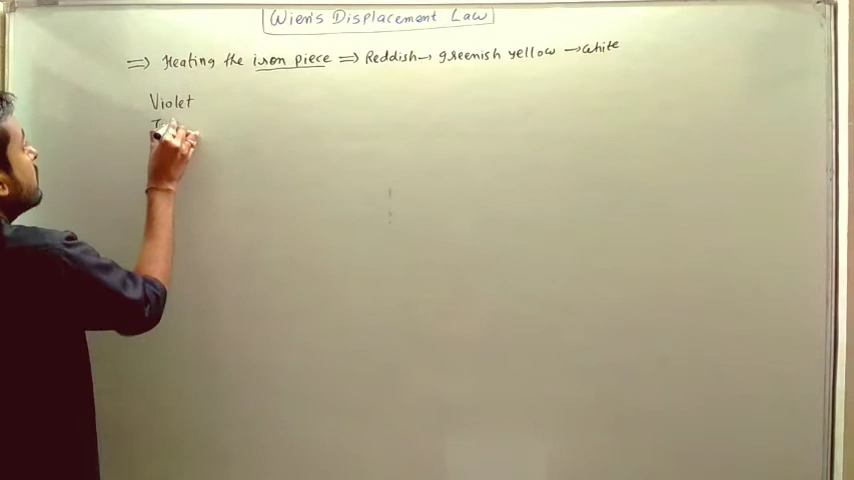 Wien's Displacement Law
=> Heating the iron piece => Reddish → greenish yellow → white
Violet
I